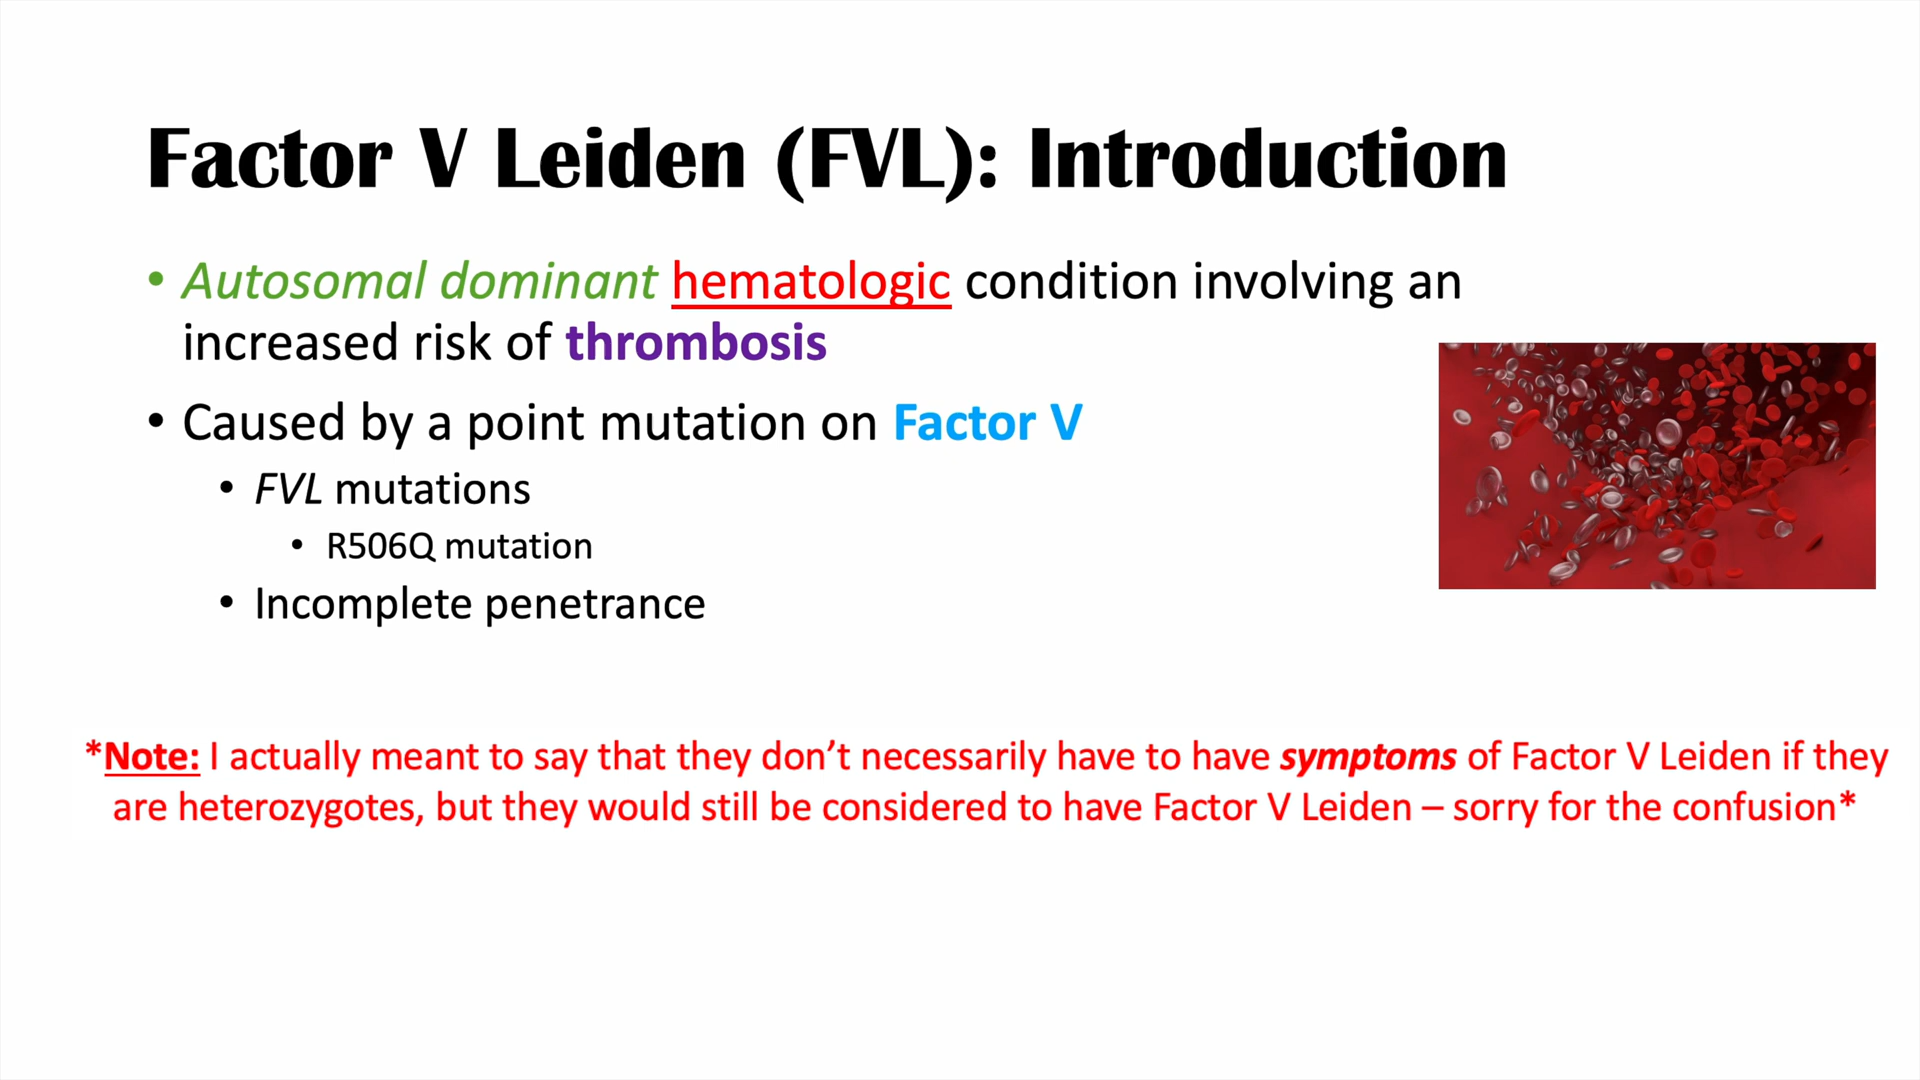 Factor V Leiden (FVL): Introduction
• Autosomal dominant hematologic condition involving an
increased risk of thrombosis
• Caused by a point mutation on Factor V
• FVL mutations
• R506Q mutation
• Incomplete penetrance
*Note: I actually meant to say that they don’t necessarily have to have symptoms of Factor V Leiden if they
are heterozygotes, but they would still be considered to have Factor V Leiden – sorry for the confusion*